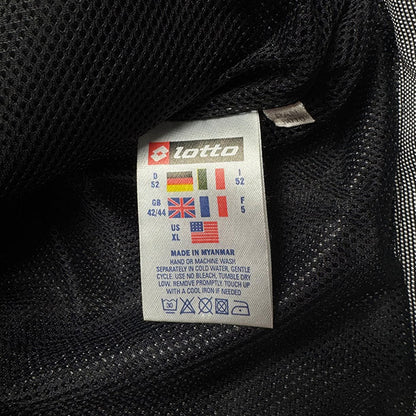 lotto
D 52 I 52
GB 42/44 F 5
US XL
MADE IN MYANMAR
HAND OR MACHINE WASH
SEPARATELY IN COLD WATER, GENTLE
CYCLE. USE NO BLEACH, TUMBLE DRY
LOW. REMOVE PROMPTLY. TOUCH UP
WITH A COOL IRON IF NEEDED
30